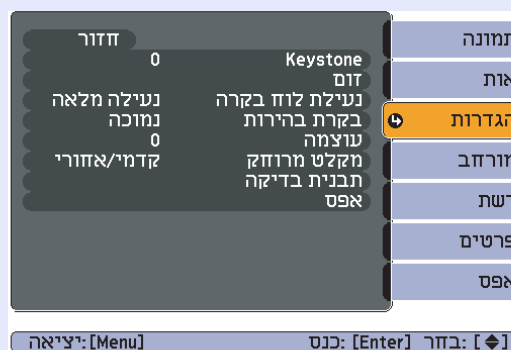 חזור
Keystone 0
זום
נעילת לוח בקרה נעילה מלאה
בקרת בהירות נמוכה
עוצמה 0
מקלט מרוחק קדמי/אחורי
תבנית בדיקה
אפס
תמונה
אות
הגדרות
מורחב
רשת
פרטים
אפס
[Menu]:יציאה [Enter] :כנס [ ] :בחר